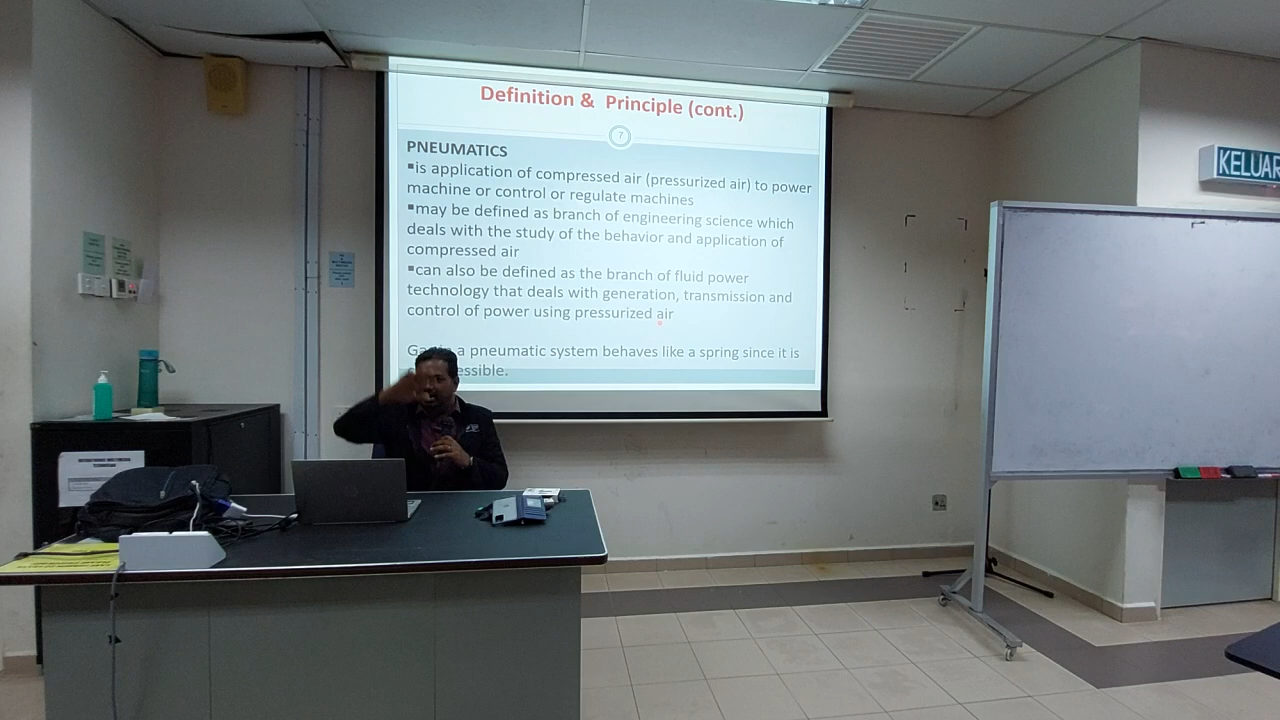 Definition & Principle (cont.)
7
PNEUMATICS
▪is application of compressed air (pressurized air) to power
machine or control or regulate machines
▪may be defined as branch of engineering science which
deals with the study of the behavior and application of
compressed air
▪can also be defined as the branch of fluid power
technology that deals with generation, transmission and
control of power using pressurized air
a pneumatic system behaves like a spring since it is
essible.
KELUAR